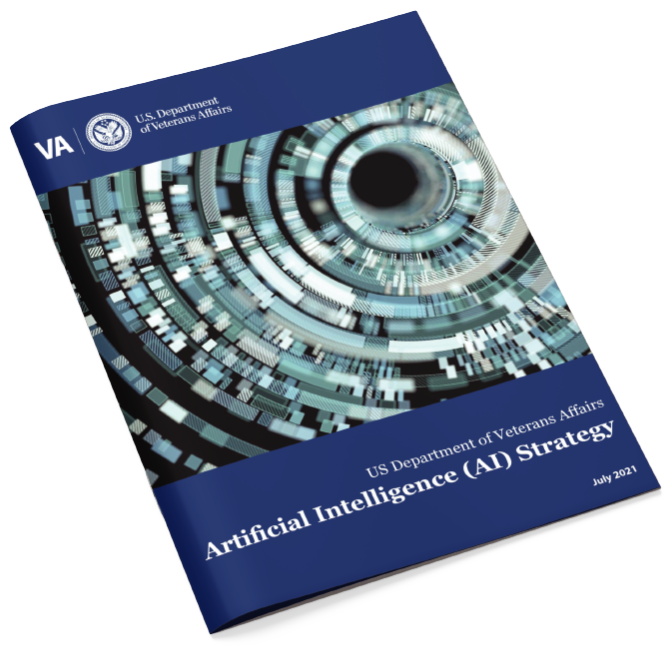 VA
U.S. Department
of Veterans Affairs
US Department of Veterans Affairs
Artificial Intelligence (AI) Strategy
July 2021